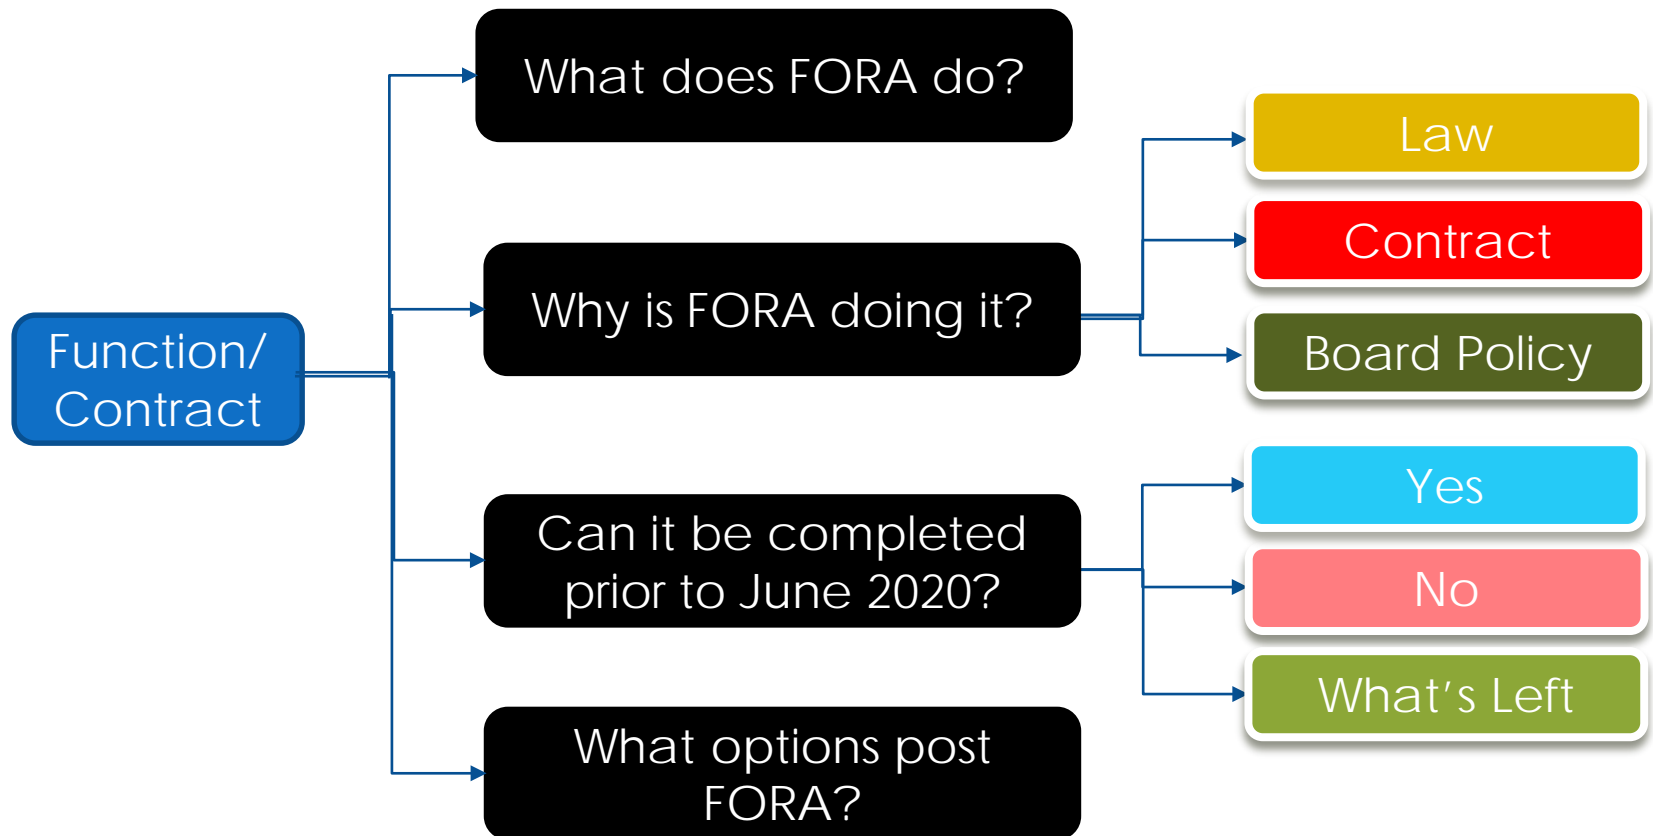 What does FORA do?
Law
Contract
Why is FORA doing it?
Board Policy
Function/
Contract
Yes
Can it be completed
prior to June 2020?
No
What's Left
What options post
FORA?